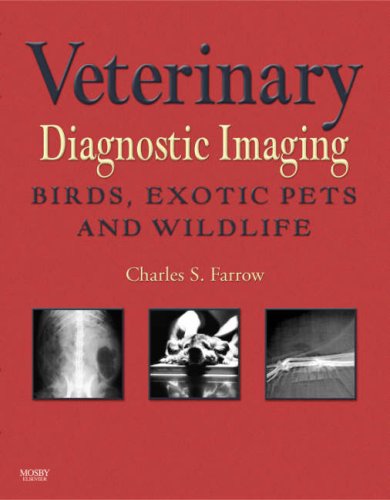 Veterinary
Diagnostic Imaging
BIRDS, EXOTIC PETS
AND WILDLIFE
Charles S. Farrow
MOSBY
ELSEVIER